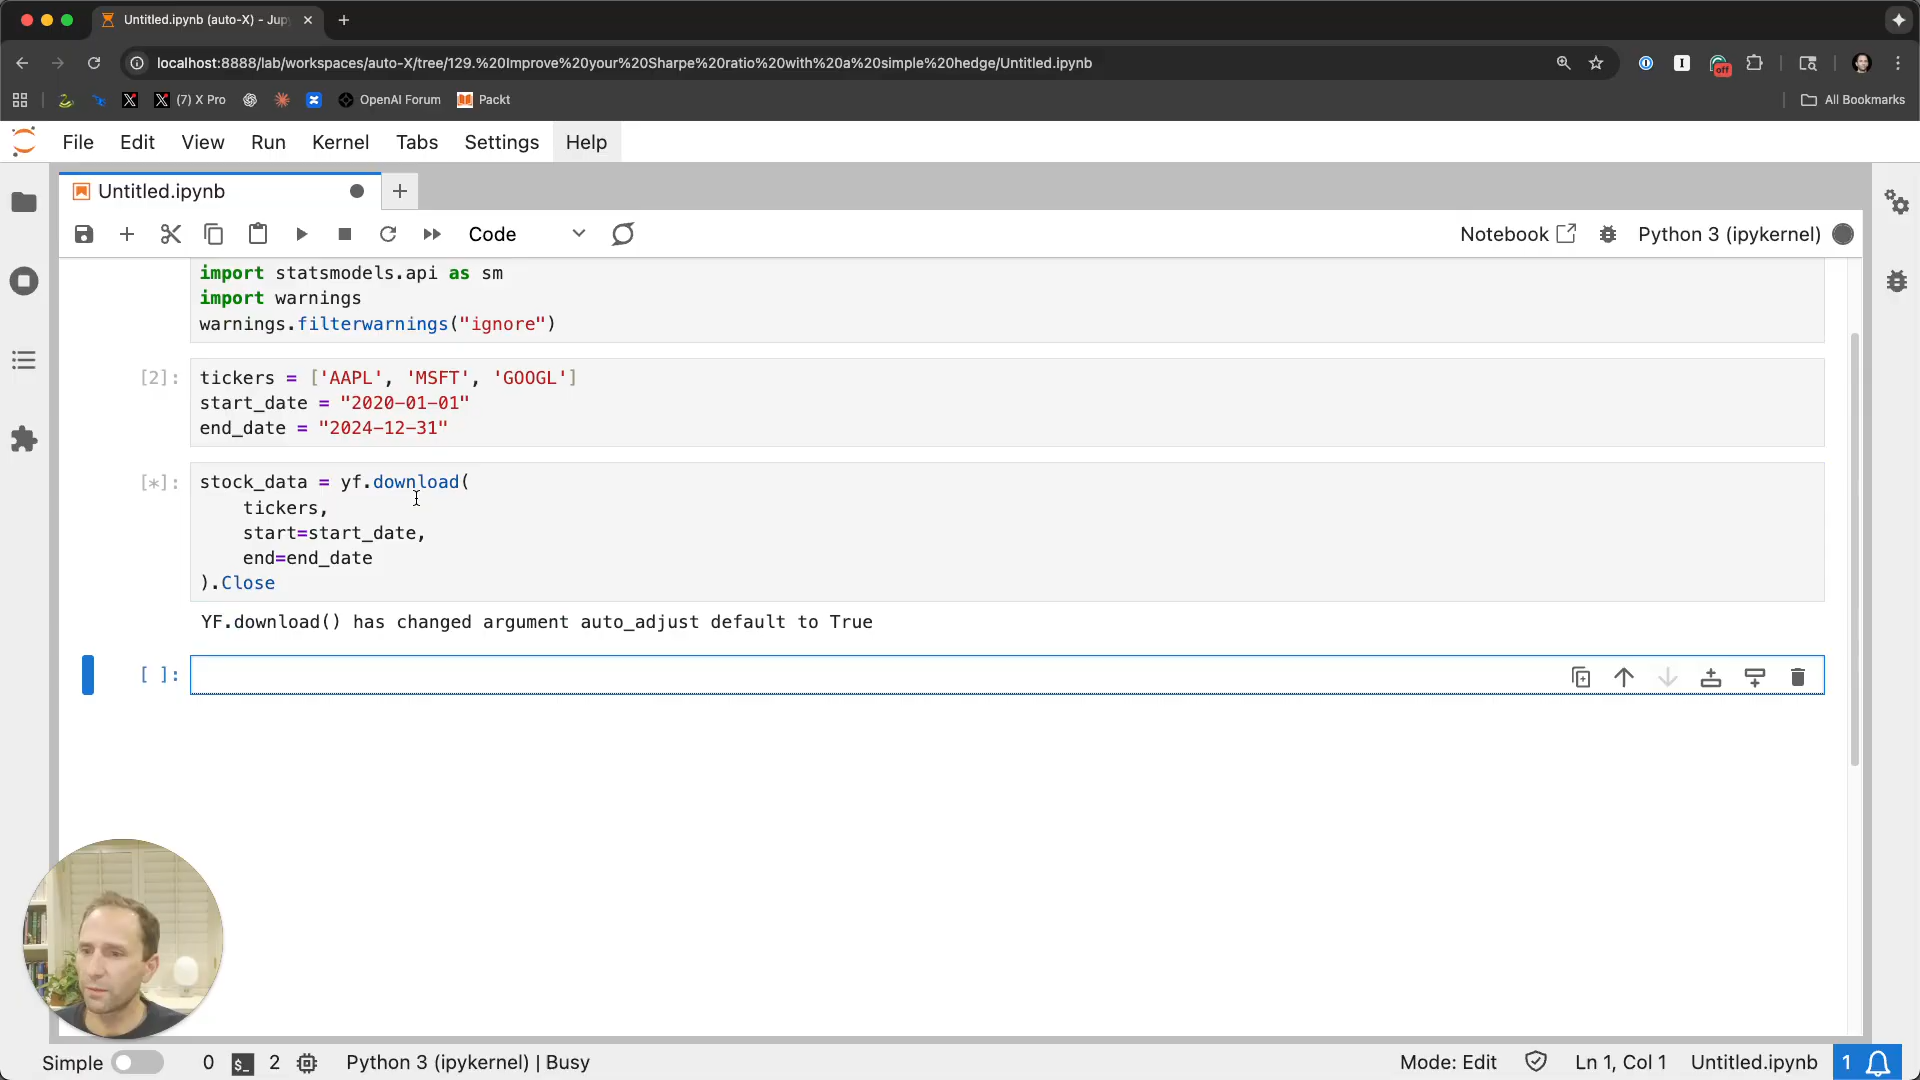 Untitled.ipynb (auto-X) - Jup
localhost:8888/lab/workspaces/auto-X/tree/129.%20Improve%20your%20Sharpe%20ratio%20with%20a%20simple%20hedge/Untitled.ipynb
off
(7) X Pro
OpenAI Forum
Packt
All Bookmarks
File Edit View Run Kernel Tabs Settings Help
Untitled.ipynb
Code
Notebook
Python 3 (ipykernel)
import statsmodels.api as sm
import warnings
warnings.filterwarnings("ignore")
[2]:
tickers = ['AAPL', 'MSFT', 'GOOGL']
start_date = "2020-01-01"
end_date = "2024-12-31"
[*]:
stock_data = yf.download(
tickers,
start=start_date,
end=end_date
).Close
YF.download() has changed argument auto_adjust default to True
[ ]:
Simple 0 $_ 2 Python 3 (ipykernel) | Busy
Mode: Edit Ln 1, Col 1 Untitled.ipynb 1